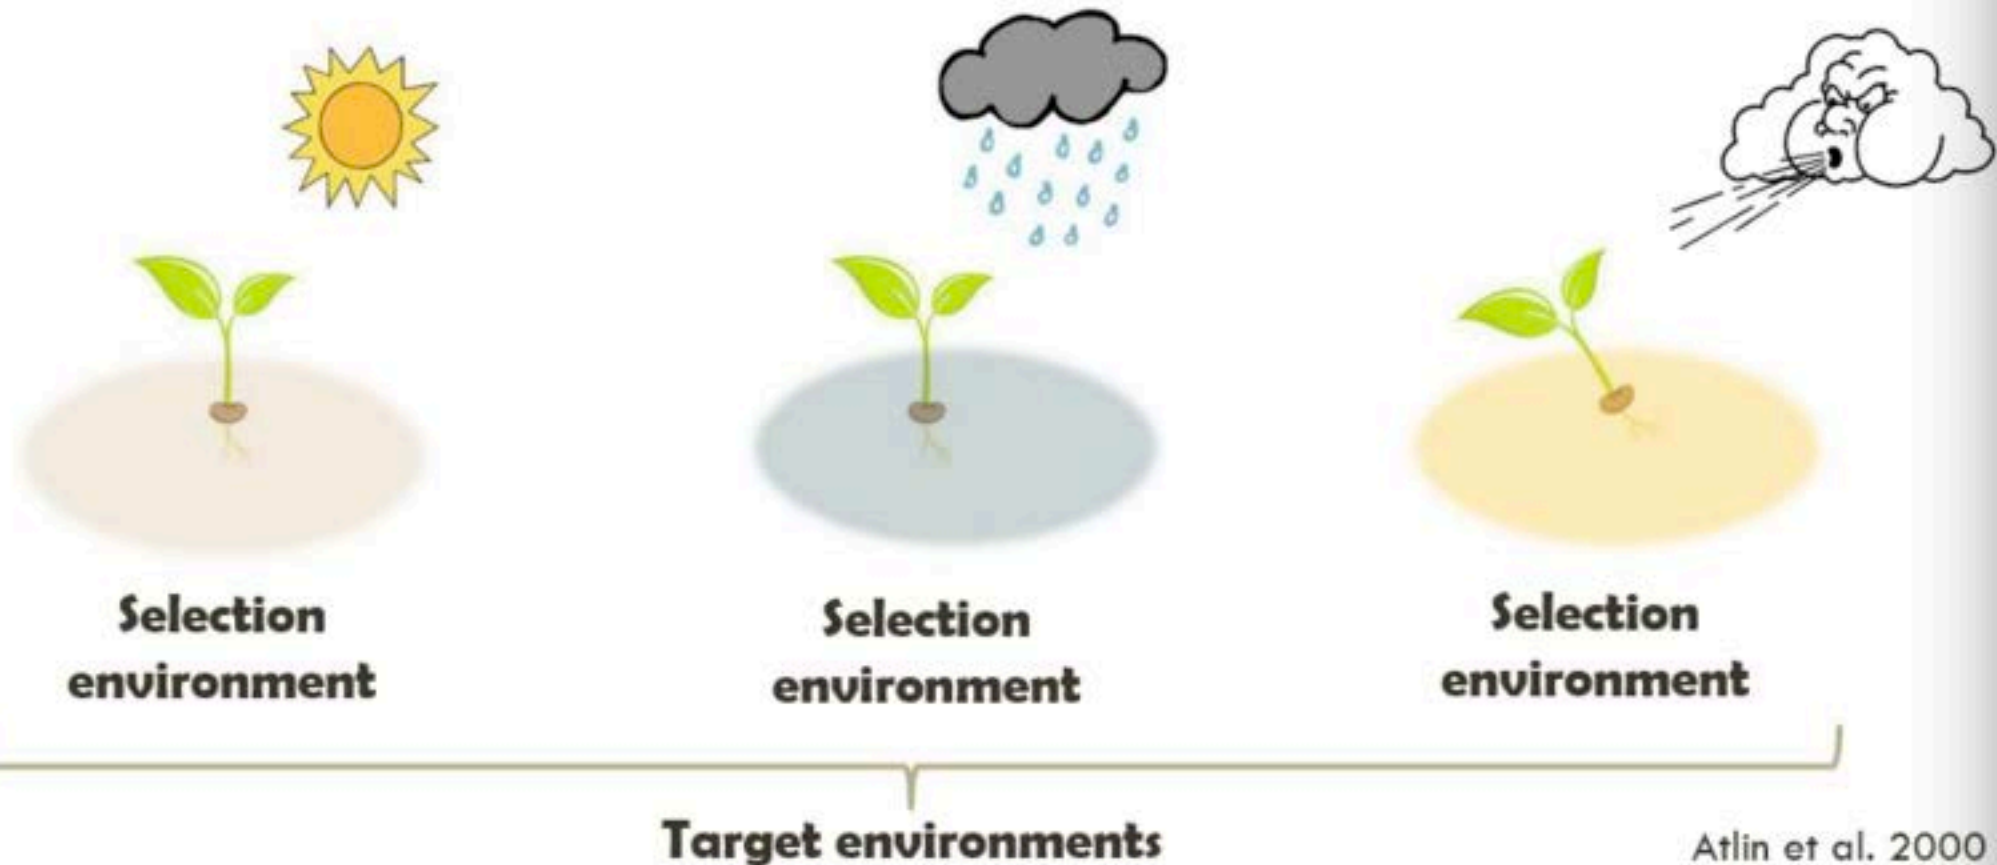 Selection
environment
Selection
environment
Selection
environment
Target environments
Atlin et al. 2000